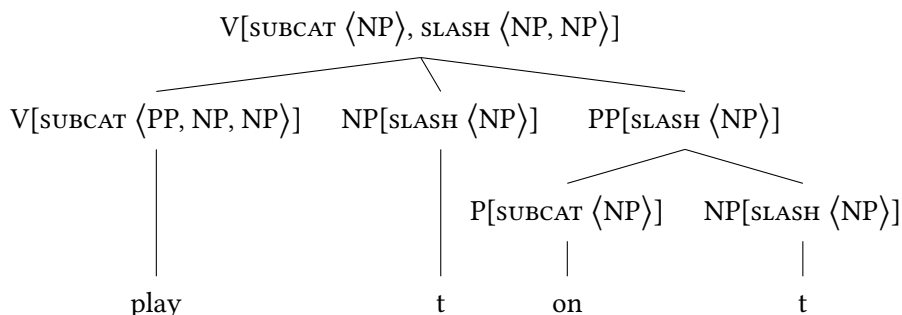 V[SUBCAT ⟨NP⟩, SLASH ⟨NP, NP⟩]
V[SUBCAT ⟨PP, NP, NP⟩] NP[SLASH ⟨NP⟩] PP[SLASH ⟨NP⟩]
P[SUBCAT ⟨NP⟩] NP[SLASH ⟨NP⟩]
play t on t